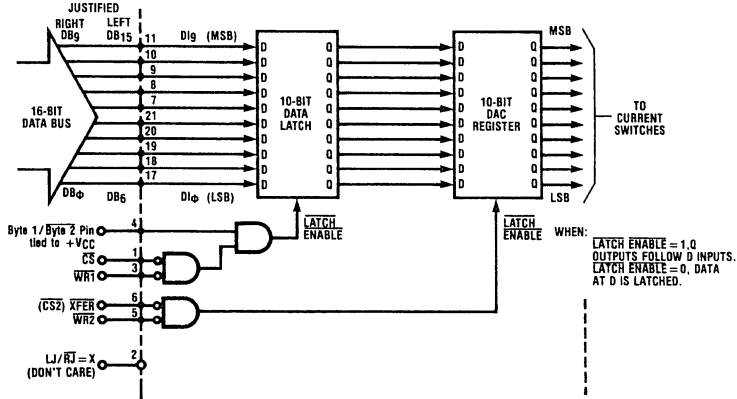 JUSTIFIED
RIGHT LEFT
DB9 DB15 11 DI9 (MSB)
10
9
8
7
21
20
19
18
17
DBΦ DB6 DIΦ (LSB)
16-BIT
DATA BUS
D Q
D Q
D Q
D Q
D Q
D Q
D Q
D Q
D Q
D Q
10-BIT
DATA
LATCH
D Q
D Q
D Q
D Q
D Q
D Q
D Q
D Q
D Q
D Q
10-BIT
DAC
REGISTER
MSB
TO
CURRENT
SWITCHES
LSB
Byte 1/Byte 2 Pin 4
tied to +VCC
CS 1
WR1 3
LATCH
ENABLE
LATCH
ENABLE
WHEN:
LATCH ENABLE = 1,Q
OUTPUTS FOLLOW D INPUTS.
LATCH ENABLE = 0, DATA
AT D IS LATCHED.
(CS2) XFER 6
WR2 5
LJ/RJ = X 2
(DON'T CARE)